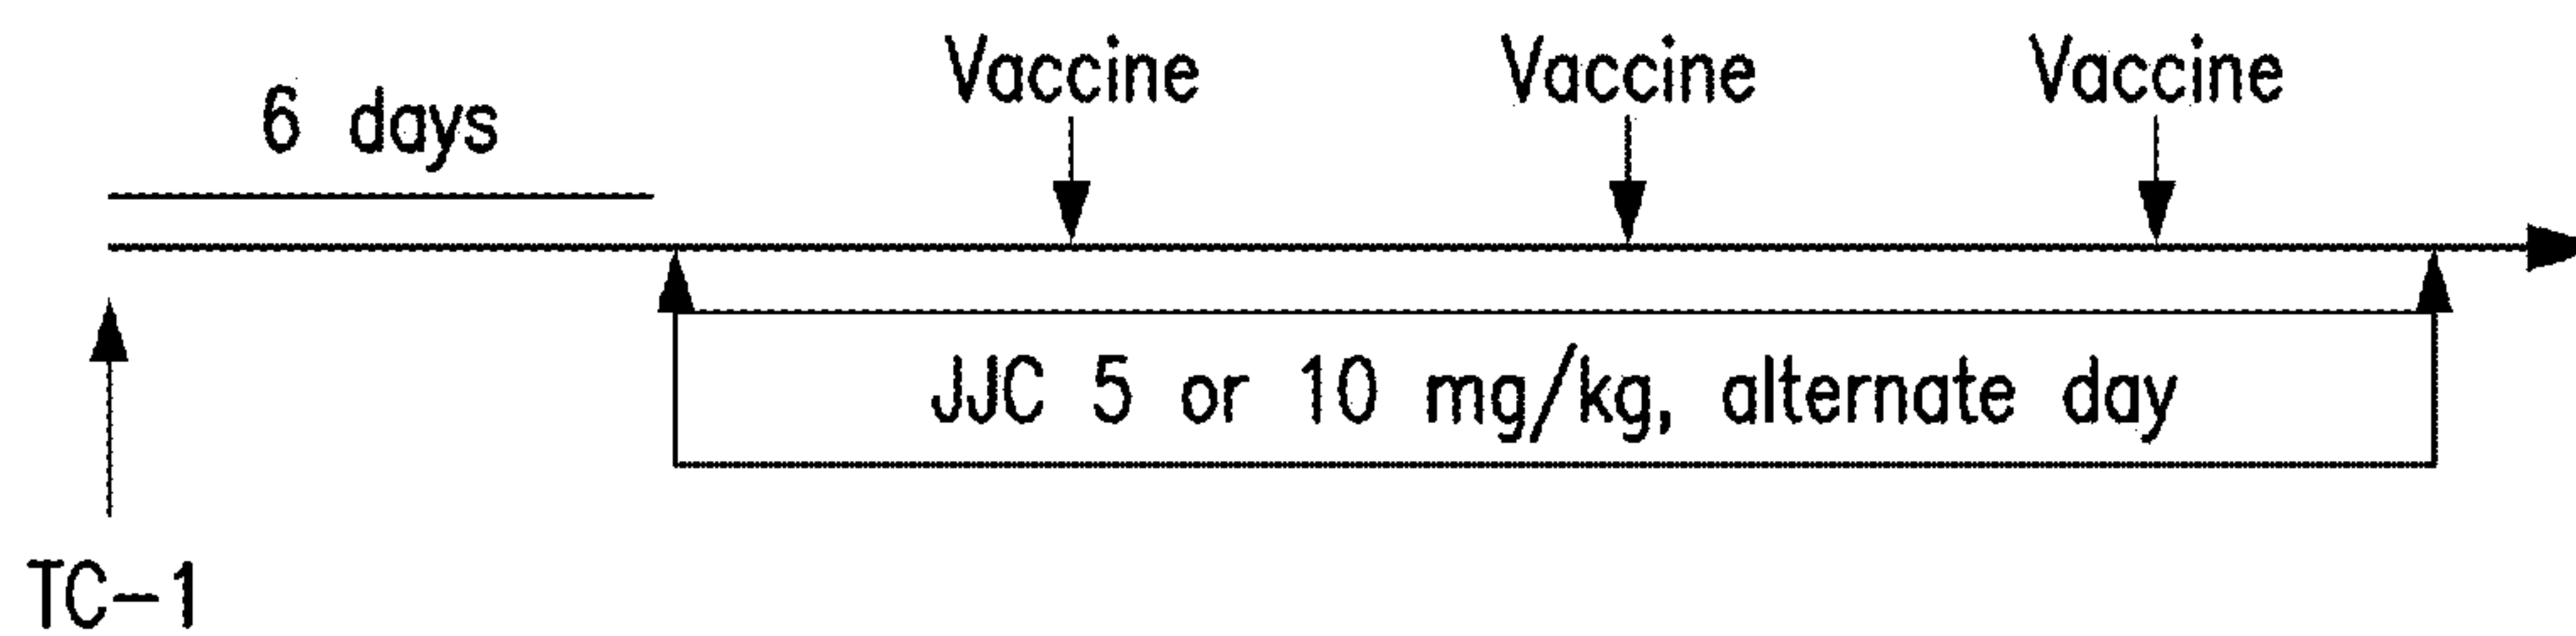 Vaccine Vaccine Vaccine
6 days
JJC 5 or 10 mg/kg, alternate day
TC-1